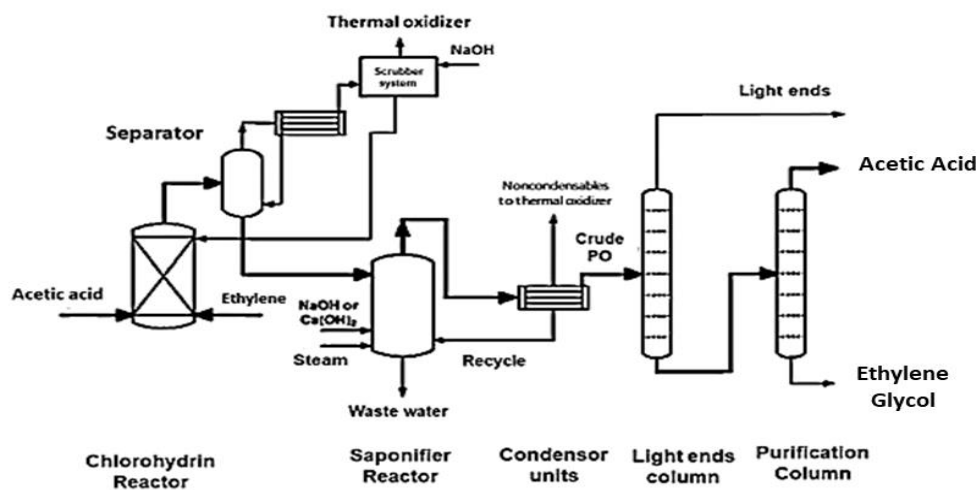 Thermal oxidizer
NaOH
Scrubber
system
Light ends
Separator
Acetic Acid
Noncondensables
to thermal oxidizer
Crude
PO
Acetic acid
Ethylene
NaOH or
Ca(OH)2
Steam
Recycle
Waste water
Ethylene
Glycol
Chlorohydrin
Reactor
Saponifier
Reactor
Condensor
units
Light ends
column
Purification
Column